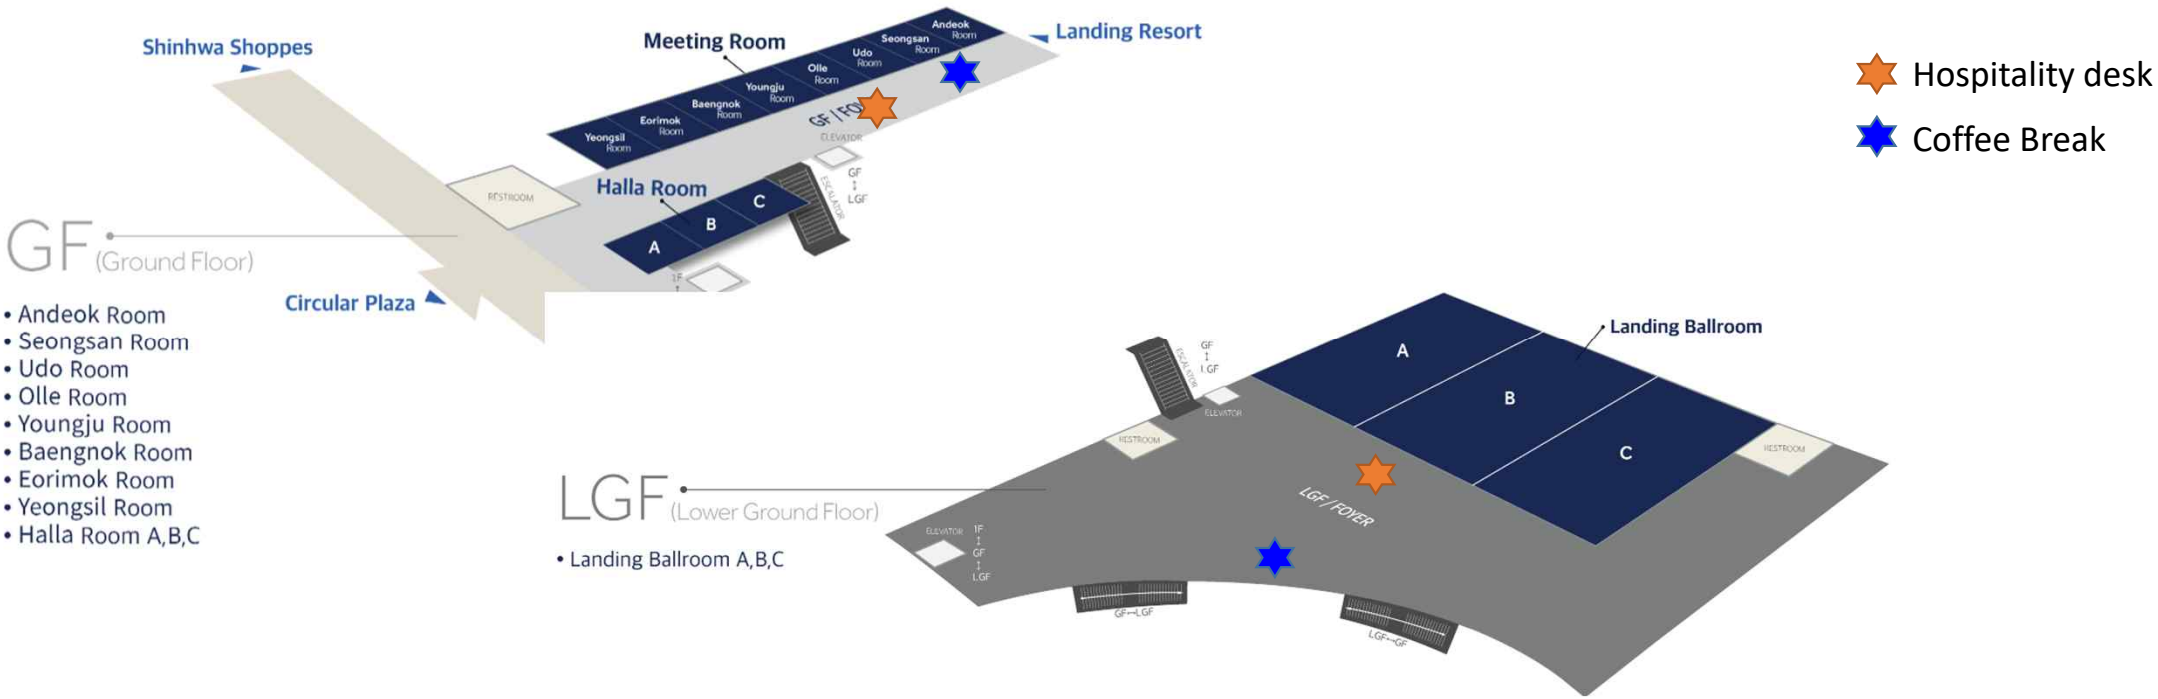 Shinhwa Shoppes
Meeting Room
Landing Resort
Andeok
Room
Seongsan
Room
Udo
Room
Olle
Room
Youngju
Room
Baengnok
Room
Eorimok
Room
Yeongsil
Room
GF / FO
ELEVATOR
GF
↕
LGF
ESCALATOR
RESTROOM
Halla Room
A
B
C
1F
Circular Plaza
GF
(Ground Floor)
• Andeok Room
• Seongsan Room
• Udo Room
• Olle Room
• Youngju Room
• Baengnok Room
• Eorimok Room
• Yeongsil Room
• Halla Room A,B,C
Hospitality desk
Coffee Break
Landing Ballroom
A
B
C
ESCALATOR
GF
↕
LGF
ELEVATOR
RESTROOM
RESTROOM
LGF / FOYER
LGF
(Lower Ground Floor)
• Landing Ballroom A,B,C
ELEVATOR
1F
↕
GF
↕
LGF
GF↔LGF
LGF↔GF